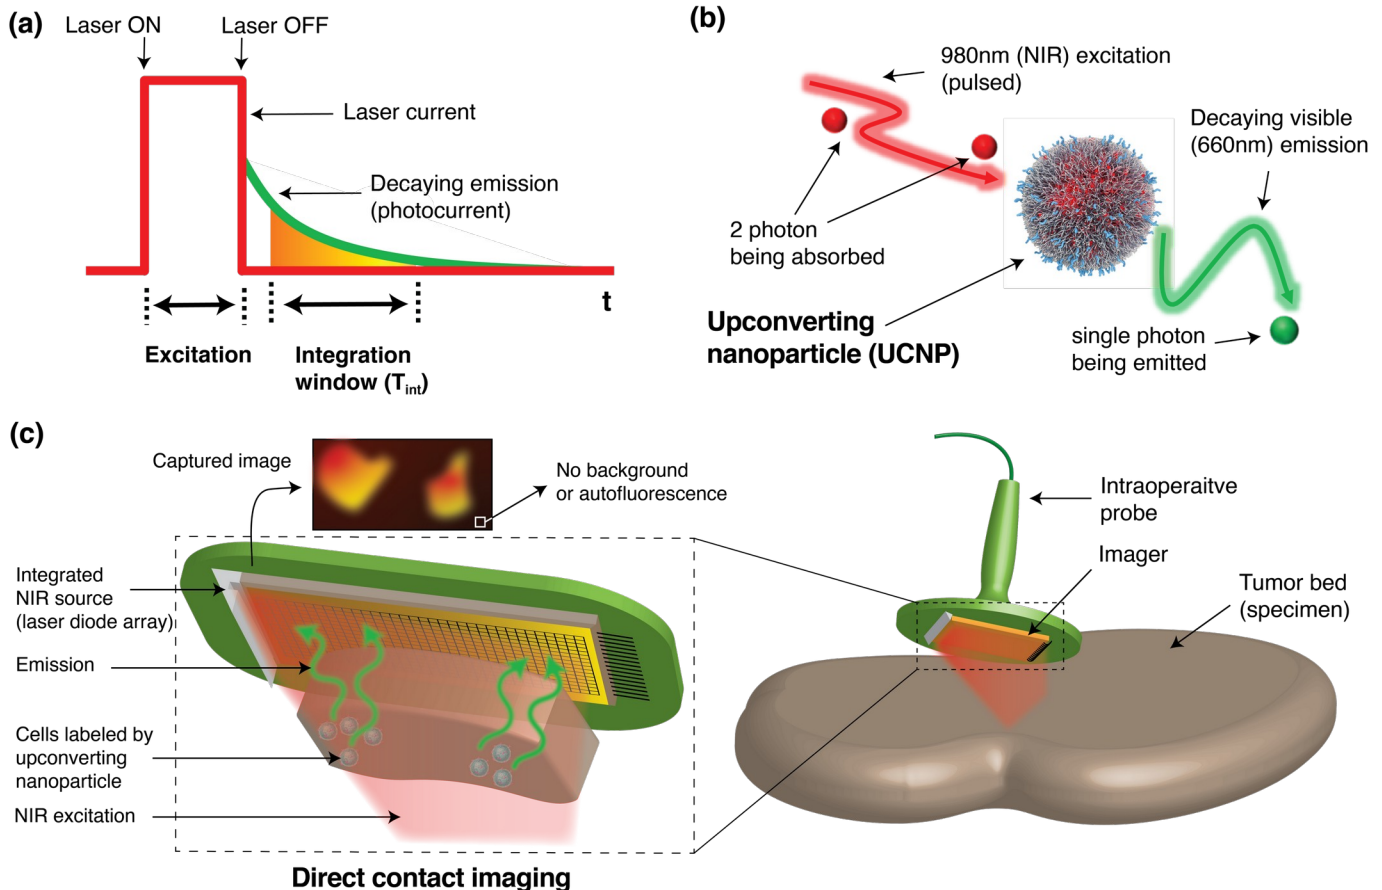 (a)
Laser ON
Laser OFF
Laser current
Decaying emission
(photocurrent)
t
Excitation
Integration
window (Tint)
(b)
980nm (NIR) excitation
(pulsed)
Decaying visible
(660nm) emission
2 photon
being absorbed
Upconverting
nanoparticle (UCNP)
single photon
being emitted
(c)
Captured image
No background
or autofluorescence
Integrated
NIR source
(laser diode array)
Emission
Cells labeled by
upconverting
nanoparticle
NIR excitation
Direct contact imaging
Intraoperaitve
probe
Imager
Tumor bed
(specimen)